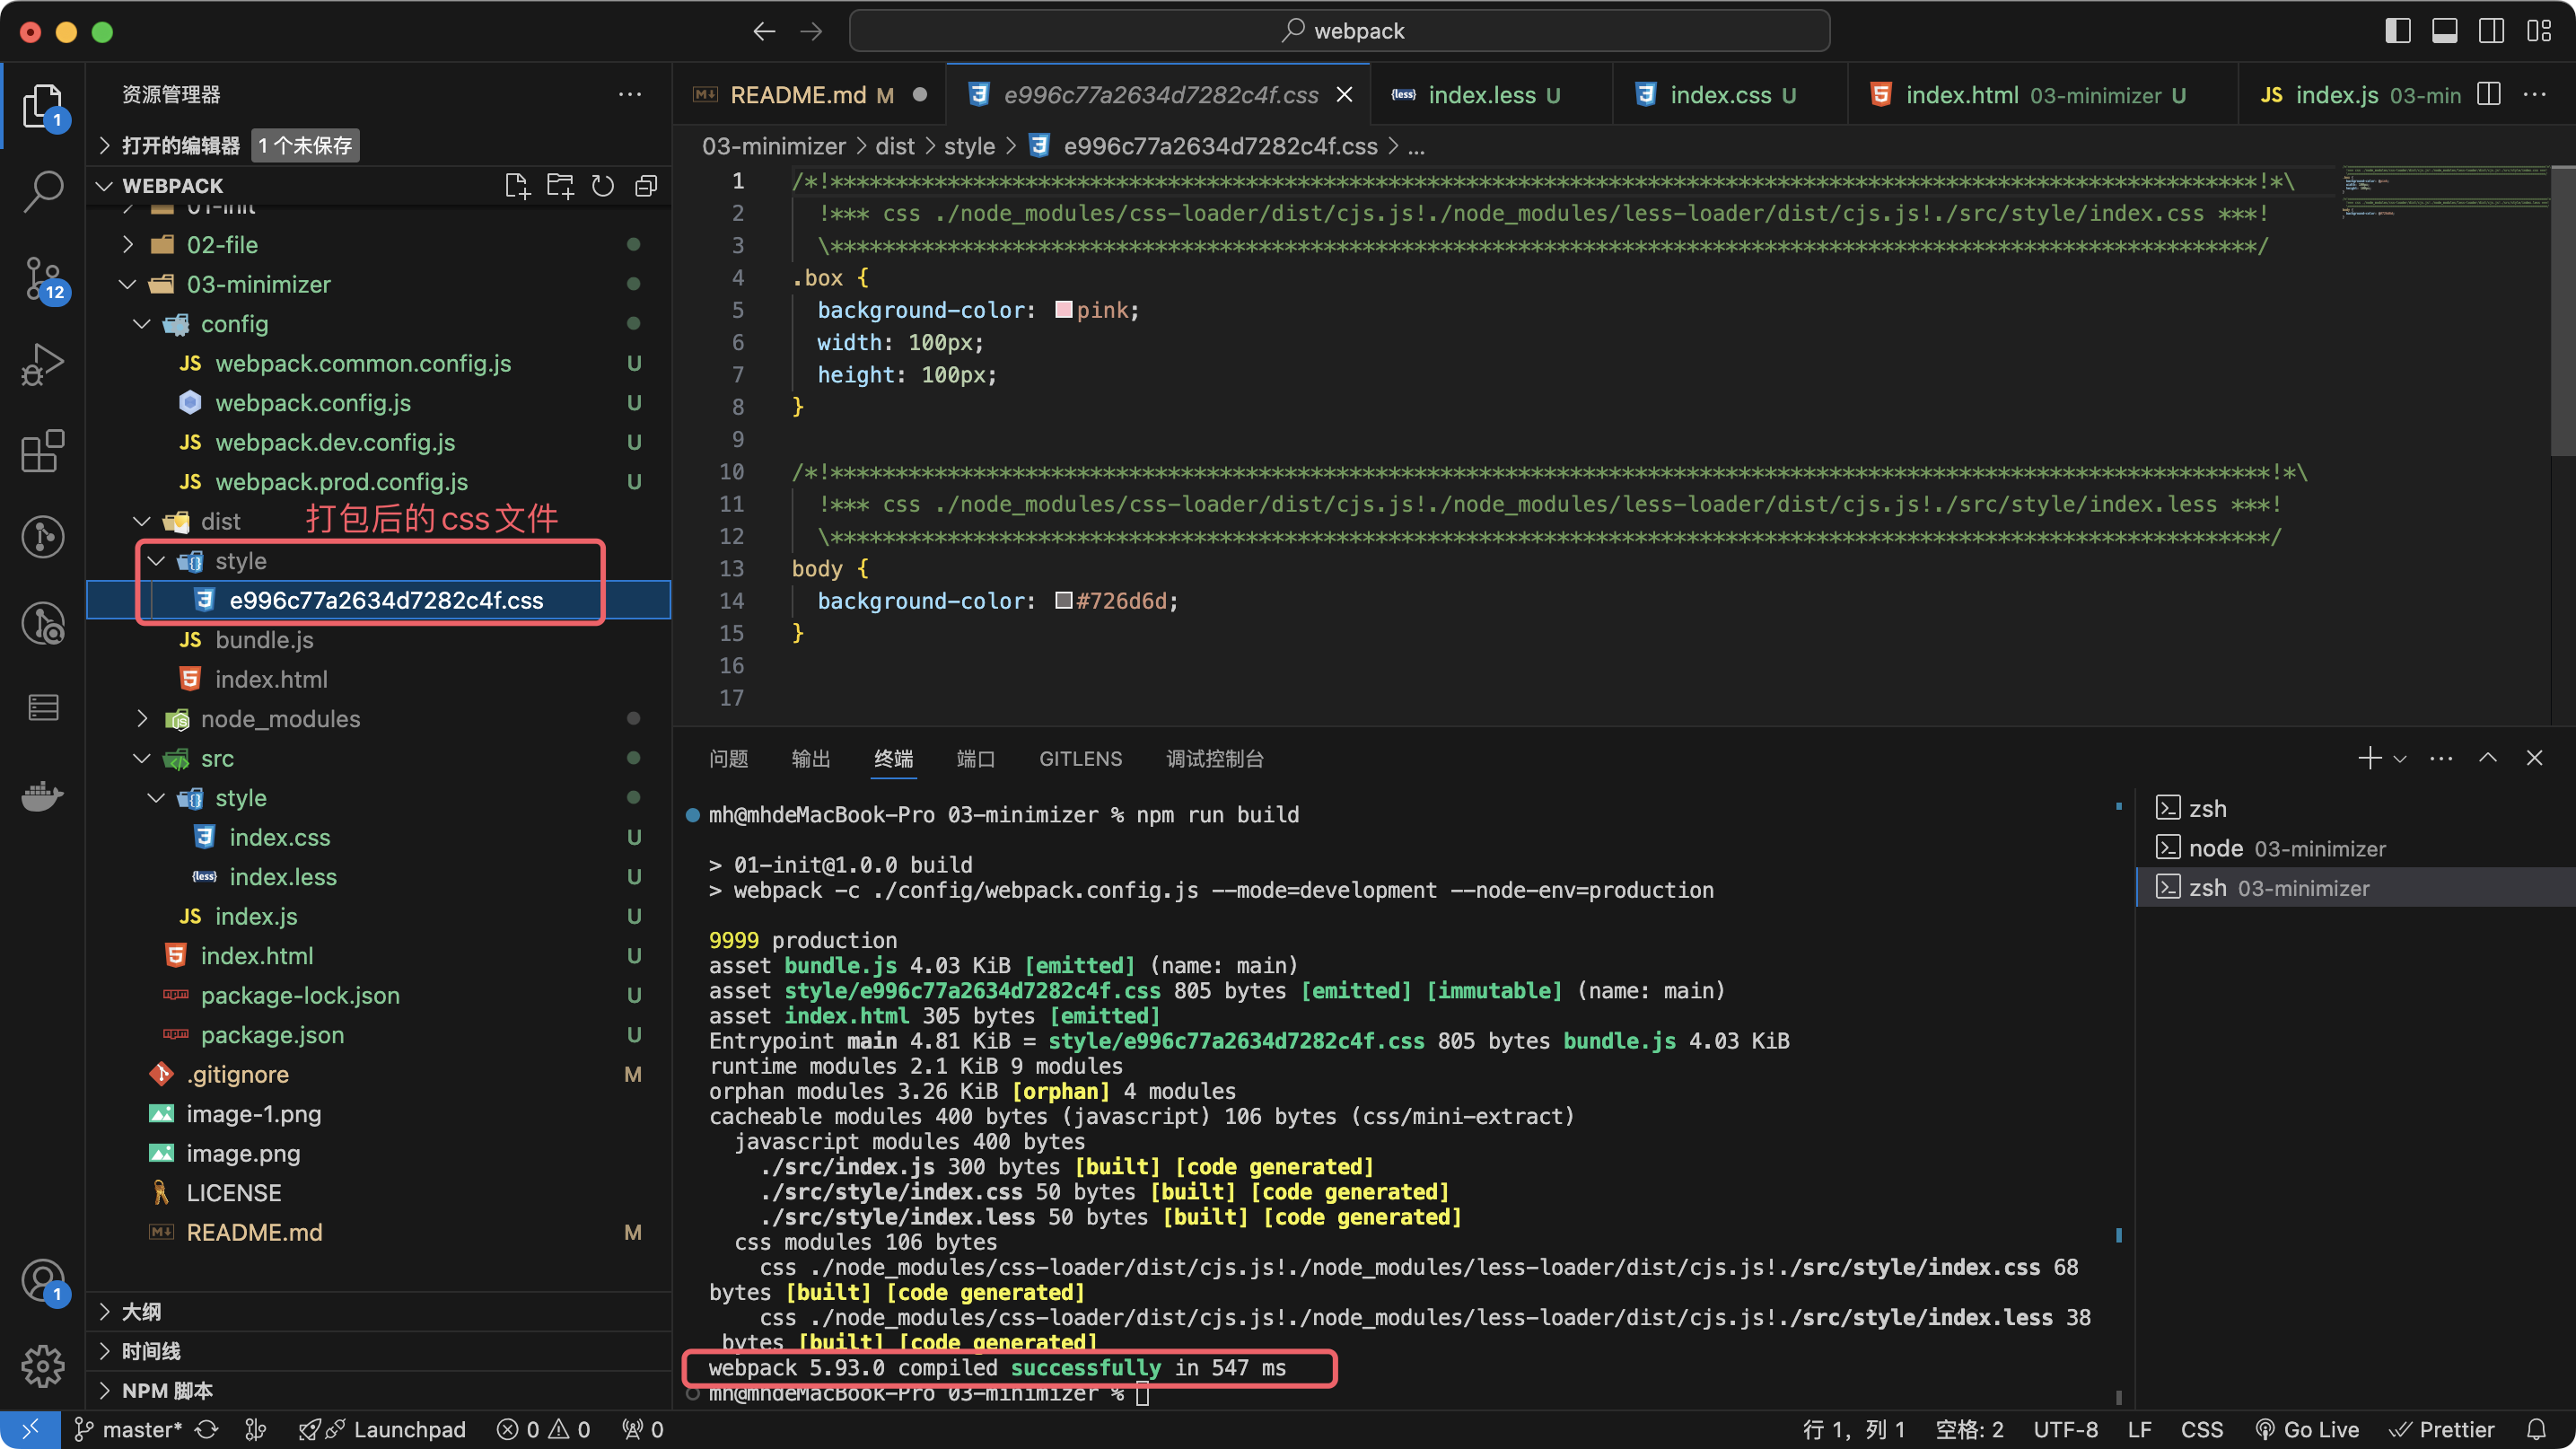 webpack
资源管理器
打开的编辑器 1 个未保存
WEBPACK
01-init
02-file
03-minimizer
config
JS webpack.common.config.js U
webpack.config.js U
JS webpack.dev.config.js U
JS webpack.prod.config.js U
dist 打包后的css文件
style
e996c77a2634d7282c4f.css
JS bundle.js
index.html
node_modules
src
style
index.css U
{less} index.less U
JS index.js U
index.html U
package-lock.json U
package.json U
.gitignore M
image-1.png
image.png
LICENSE
README.md M
大纲
时间线
NPM 脚本
1
12
1
README.md M
e996c77a2634d7282c4f.css
{less} index.less U
index.css U
index.html 03-minimizer U
JS index.js 03-min
03-minimizer > dist > style > e996c77a2634d7282c4f.css > ...
1 /*!**************************************************************************************************************!*\
2 !*** css ./node_modules/css-loader/dist/cjs.js!./node_modules/less-loader/dist/cjs.js!./src/style/index.css ***!
3 \**************************************************************************************************************/
4 .box {
5 background-color: pink;
6 width: 100px;
7 height: 100px;
8 }
9
10 /*!***************************************************************************************************************!*\
11 !*** css ./node_modules/css-loader/dist/cjs.js!./node_modules/less-loader/dist/cjs.js!./src/style/index.less ***!
12 \***************************************************************************************************************/
13 body {
14 background-color: #726d6d;
15 }
16
17
问题 输出 终端 端口 GITLENS 调试控制台
mh@mhdeMacBook-Pro 03-minimizer % npm run build
> 01-init@1.0.0 build
> webpack -c ./config/webpack.config.js --mode=development --node-env=production
9999 production
asset bundle.js 4.03 KiB [emitted] (name: main)
asset style/e996c77a2634d7282c4f.css 805 bytes [emitted] [immutable] (name: main)
asset index.html 305 bytes [emitted]
Entrypoint main 4.81 KiB = style/e996c77a2634d7282c4f.css 805 bytes bundle.js 4.03 KiB
runtime modules 2.1 KiB 9 modules
orphan modules 3.26 KiB [orphan] 4 modules
cacheable modules 400 bytes (javascript) 106 bytes (css/mini-extract)
javascript modules 400 bytes
./src/index.js 300 bytes [built] [code generated]
./src/style/index.css 50 bytes [built] [code generated]
./src/style/index.less 50 bytes [built] [code generated]
css modules 106 bytes
css ./node_modules/css-loader/dist/cjs.js!./node_modules/less-loader/dist/cjs.js!./src/style/index.css 68
bytes [built] [code generated]
css ./node_modules/css-loader/dist/cjs.js!./node_modules/less-loader/dist/cjs.js!./src/style/index.less 38
bytes [built] [code generated]
webpack 5.93.0 compiled successfully in 547 ms
mh@mhdeMacBook-Pro 03-minimizer %
zsh
node 03-minimizer
zsh 03-minimizer
master* Launchpad 0 0 0
行 1，列 1 空格: 2 UTF-8 LF CSS Go Live Prettier